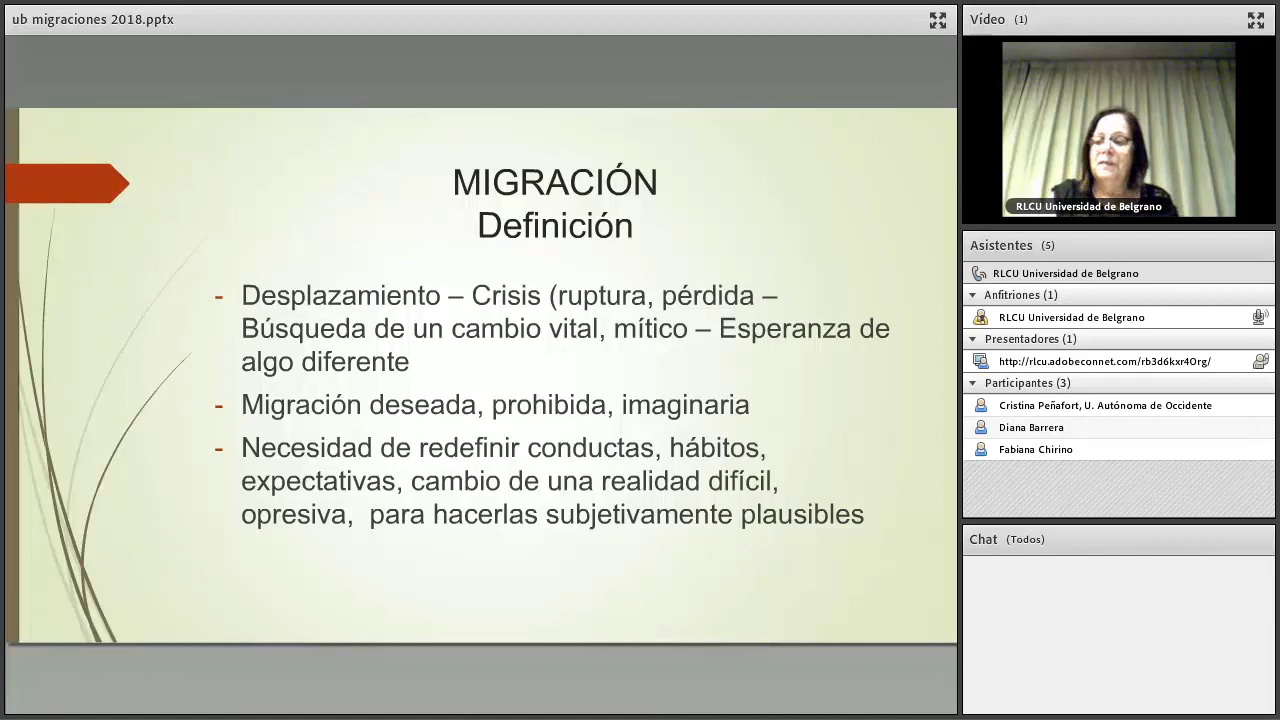 ub migraciones 2018.pptx
MIGRACIÓN
Definición
- Desplazamiento – Crisis (ruptura, pérdida –
Búsqueda de un cambio vital, mítico – Esperanza de
algo diferente
- Migración deseada, prohibida, imaginaria
- Necesidad de redefinir conductas, hábitos,
expectativas, cambio de una realidad difícil,
opresiva,  para hacerlas subjetivamente plausibles
Vídeo (1)
RLCU Universidad de Belgrano
Asistentes (5)
RLCU Universidad de Belgrano
Anfitriones (1)
RLCU Universidad de Belgrano
Presentadores (1)
http://rlcu.adobeconnet.com/rb3d6kxr4Org/
Participantes (3)
Cristina Peñafort, U. Autónoma de Occidente
Diana Barrera
Fabiana Chirino
Chat (Todos)